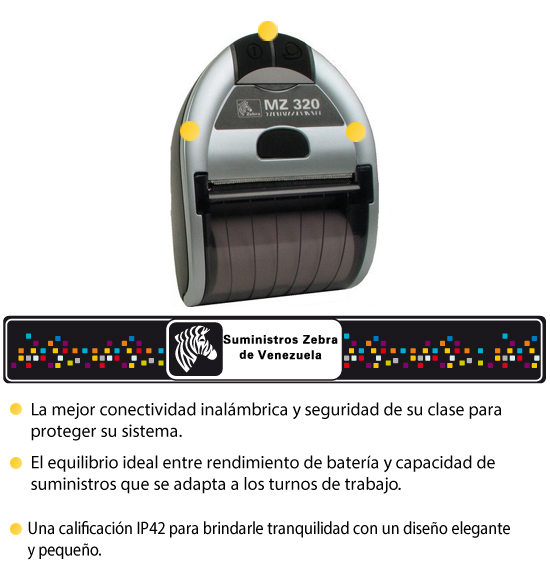 Zebra
MZ 320
Suministros Zebra
de Venezuela
La mejor conectividad inalámbrica y seguridad de su clase para
proteger su sistema.
El equilibrio ideal entre rendimiento de batería y capacidad de
suministros que se adapta a los turnos de trabajo.
Una calificación IP42 para brindarle tranquilidad con un diseño elegante
y pequeño.